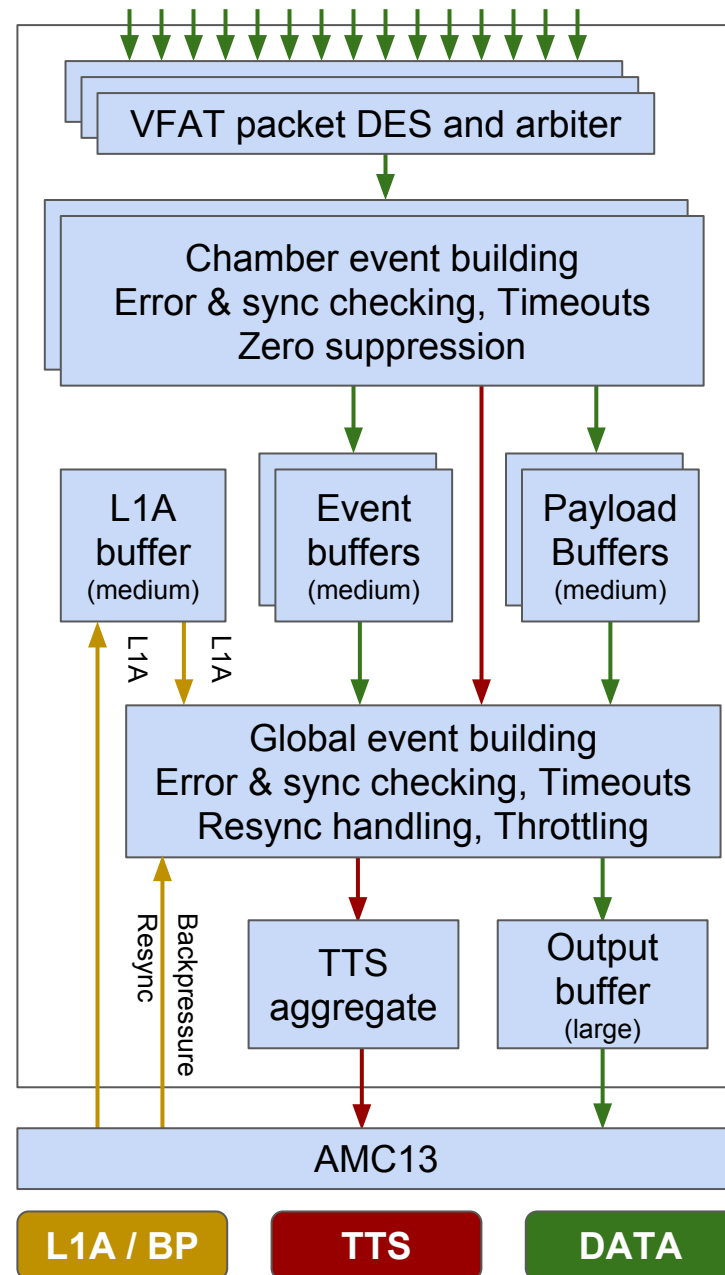 VFAT packet DES and arbiter
Chamber event building
Error & sync checking, Timeouts
Zero suppression
L1A
buffer
(medium)
Event
buffers
(medium)
Payload
Buffers
(medium)
L1A
L1A
Global event building
Error & sync checking, Timeouts
Resync handling, Throttling
Backpressure
Resync
TTS
aggregate
Output
buffer
(large)
AMC13
L1A / BP
TTS
DATA